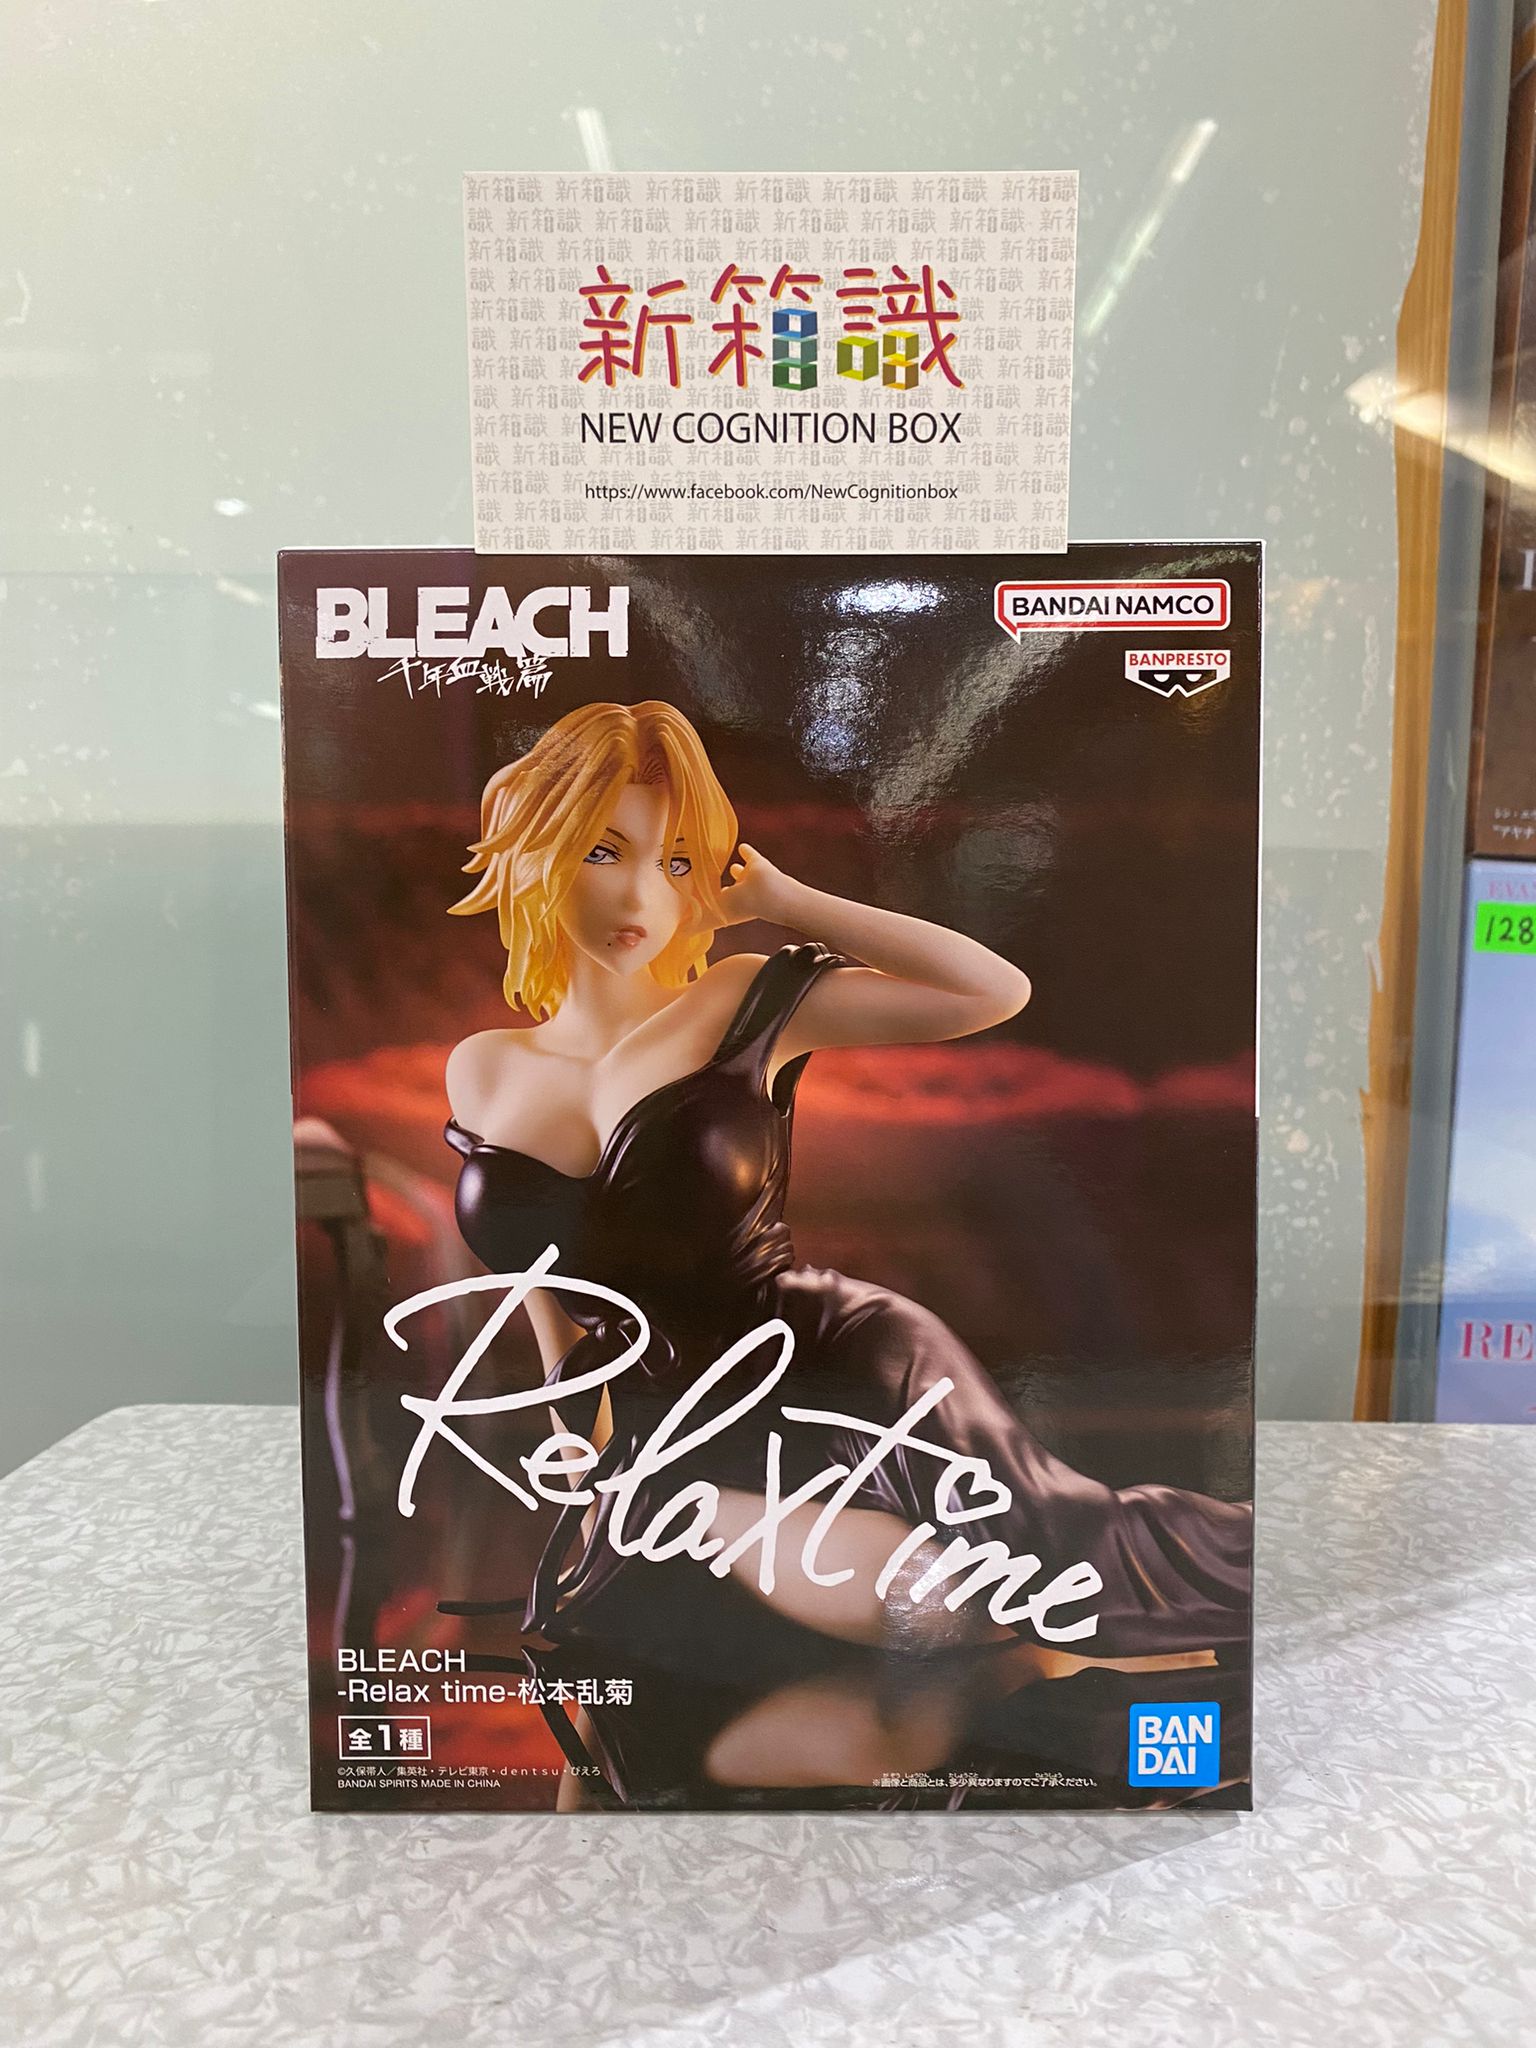 新箱識
NEW COGNITION BOX
https://www.facebook.com/NewCognitionbox
BLEACH
千年血戦篇
BANDAI NAMCO
BANPRESTO
Relax time
BLEACH
-Relax time-松本乱菊
全1種
©久保帯人/集英社・テレビ東京・dentsu・ぴえろ
BANDAI SPIRITS MADE IN CHINA
※画像と商品とは、多少異なりますのでご了承ください。
BAN
DAI
EVA
128
RE